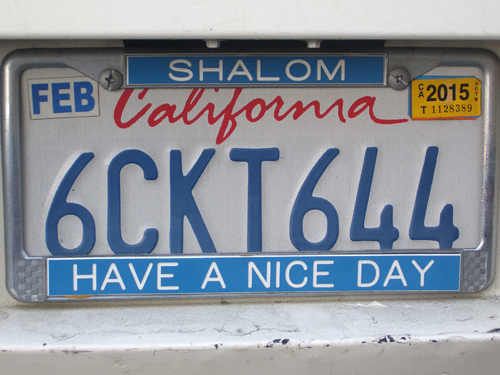 SHALOM
FEB
California
CA 2015
T 1128389
6CKT644
HAVE A NICE DAY